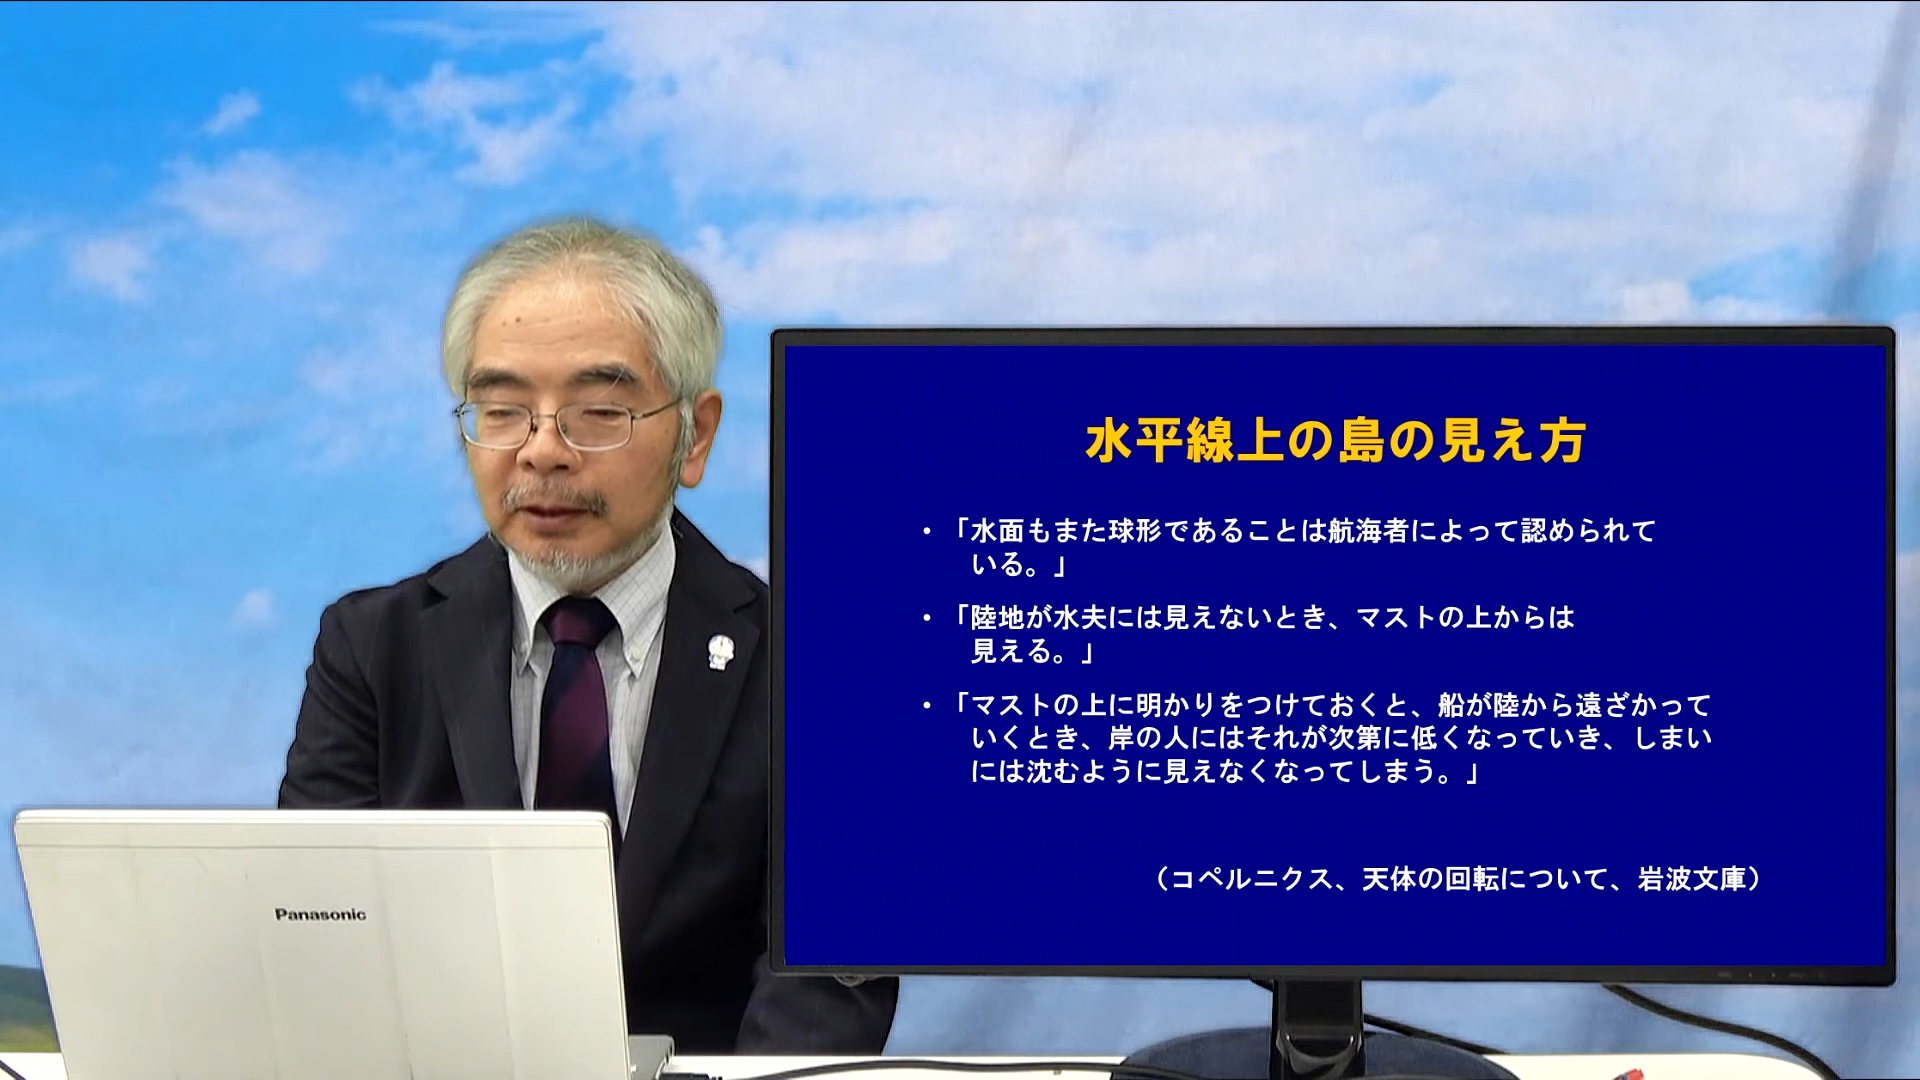 水平線上の島の見え方
・「水面もまた球形であることは航海者によって認められて
いる。」
・「陸地が水夫には見えないとき、マストの上からは
見える。」
・「マストの上に明かりをつけておくと、船が陸から遠ざかって
いくとき、岸の人にはそれが次第に低くなっていき、しまい
には沈むように見えなくなってしまう。」
（コペルニクス、天体の回転について、岩波文庫）
Panasonic